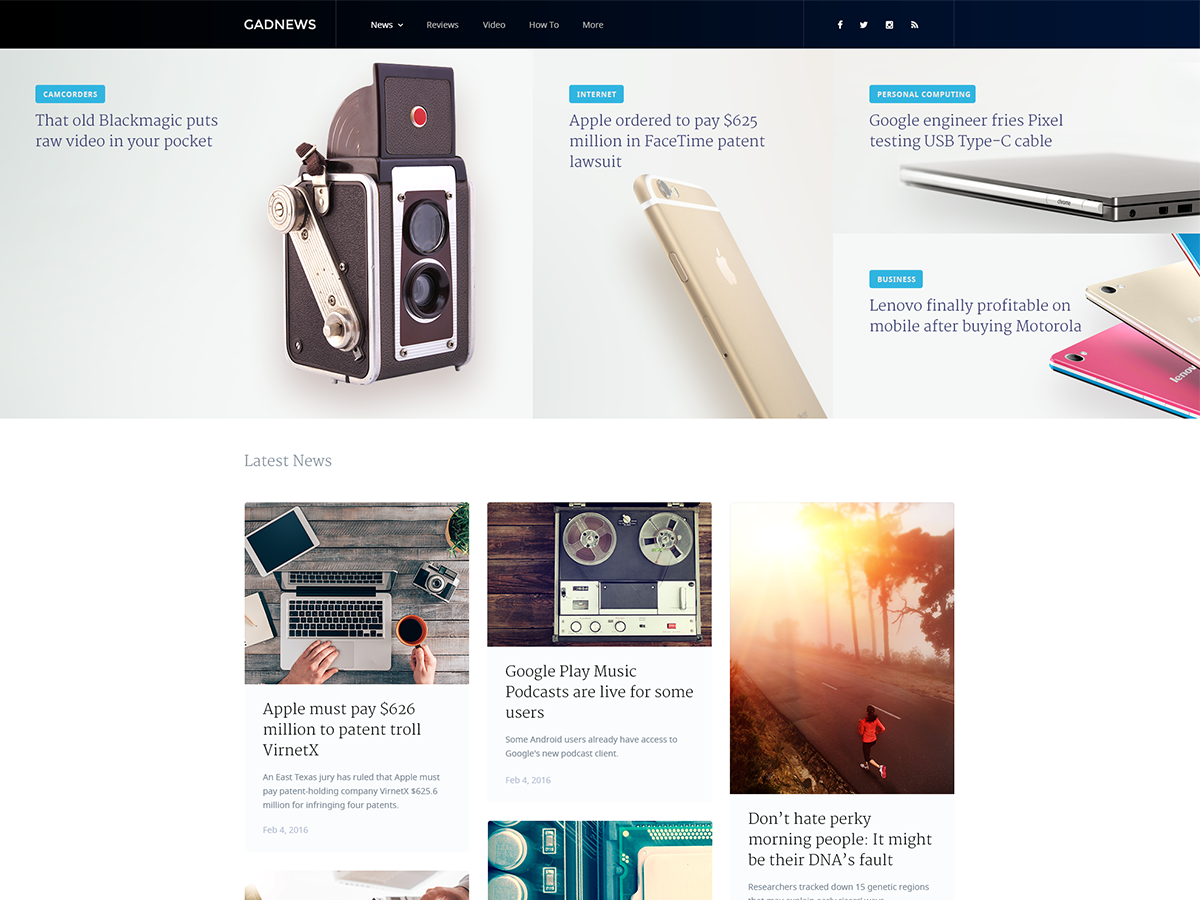 GADNEWS
News
Reviews
Video
How To
More
CAMCORDERS
That old Blackmagic puts
raw video in your pocket
INTERNET
Apple ordered to pay $625
million in FaceTime patent
lawsuit
PERSONAL COMPUTING
Google engineer fries Pixel
testing USB Type-C cable
chrome
BUSINESS
Lenovo finally profitable on
mobile after buying Motorola
lenovo
Latest News
Apple must pay $626
million to patent troll
VirnetX
An East Texas jury has ruled that Apple must
pay patent-holding company VirnetX $625.6
million for infringing four patents.
Feb 4, 2016
Google Play Music
Podcasts are live for some
users
Some Android users already have access to
Google's new podcast client.
Feb 4, 2016
Don't hate perky
morning people: It might
be their DNA's fault
Researchers tracked down 15 genetic regions